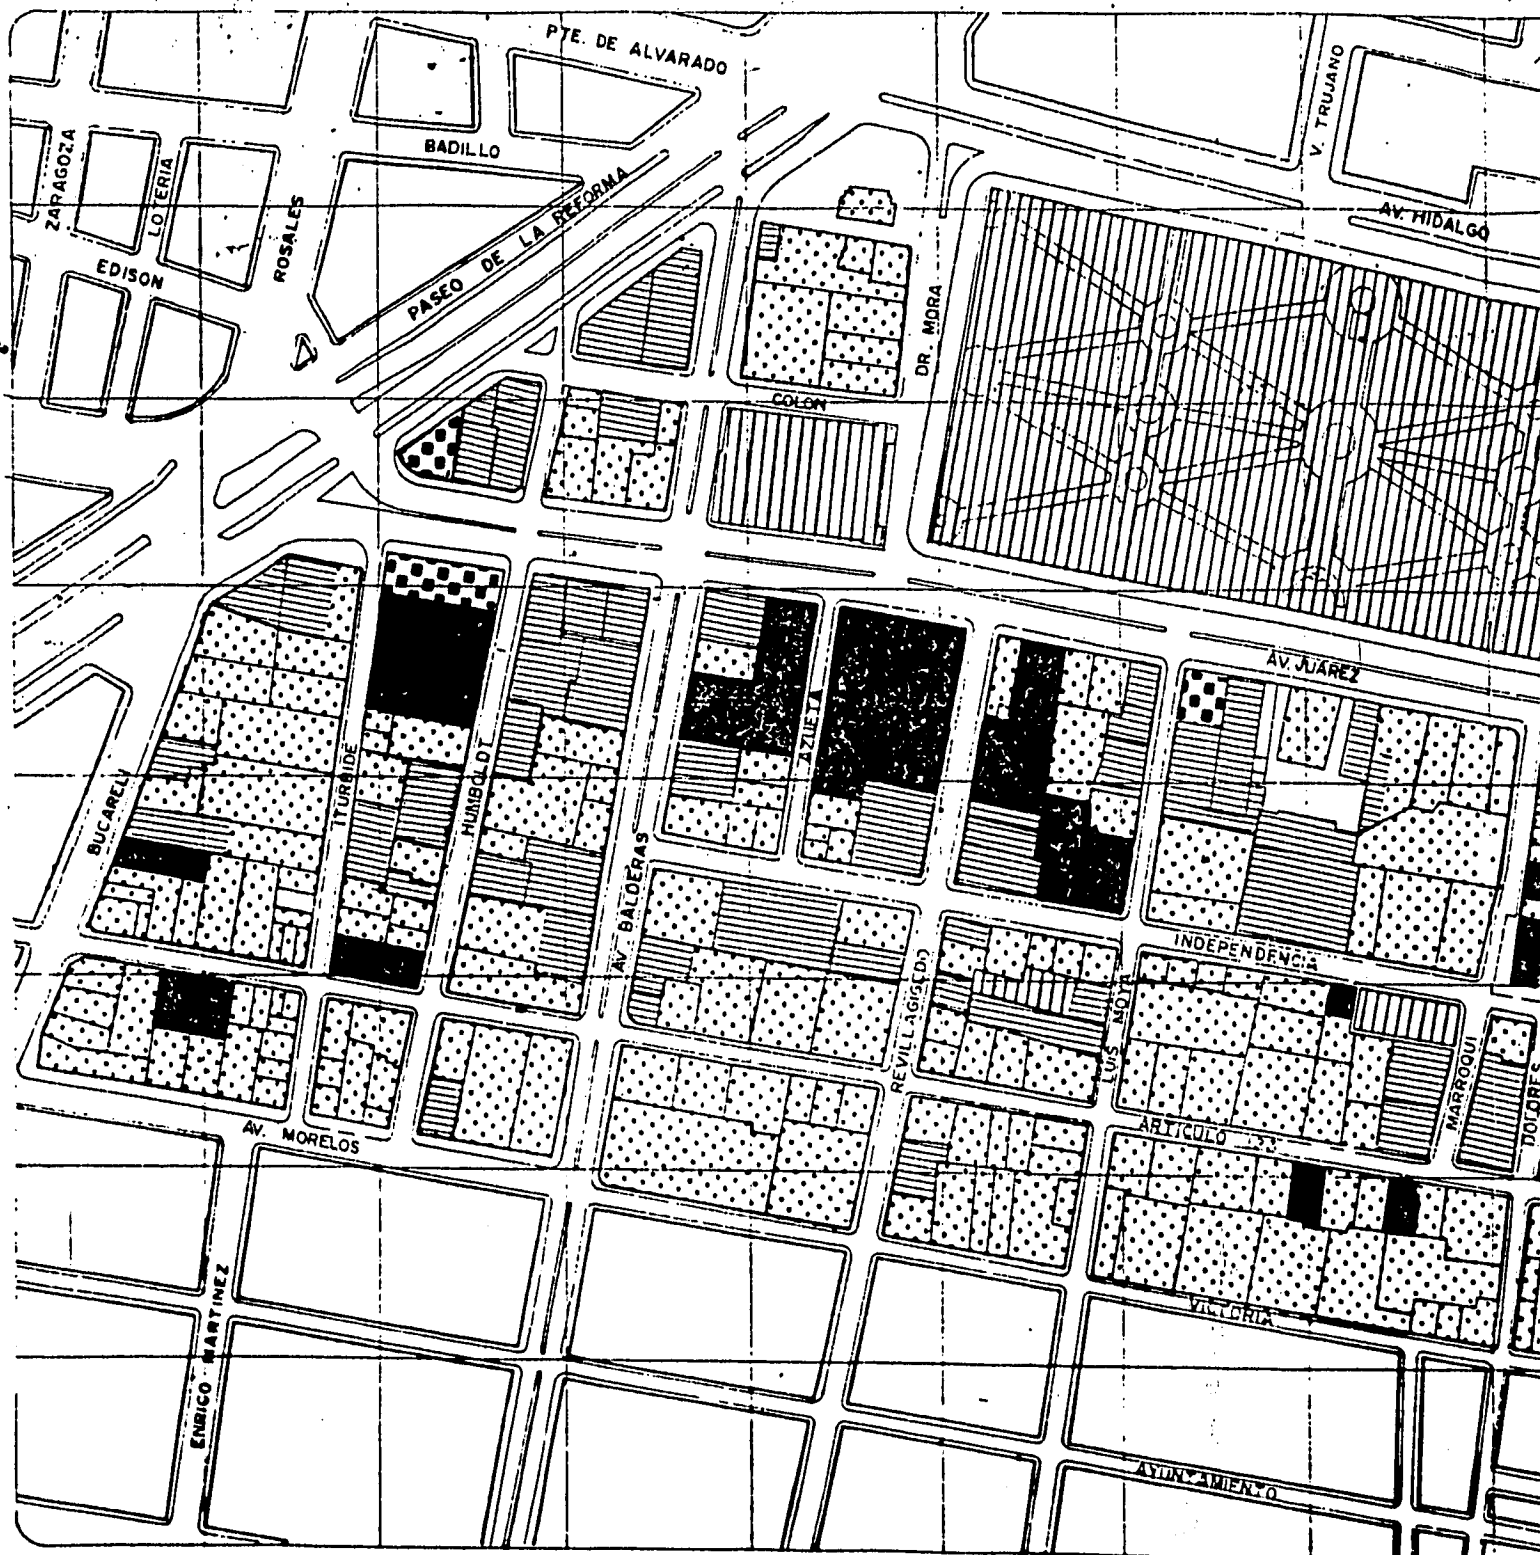 PTE. DE ALVARADO
V. TRUJANO
ZARAGOZA
LOTERIA
BADILLO
ROSALES
PASEO DE LA REFORMA
AV. HIDALGO
EDISON
DR. MORA
COLON
AV. JUAREZ
BUCARELI
ITURBIDE
HUMBOLDT
AZUETA
AV. BALDERAS
INDEPENDENCIA
REVILLAGIGEDO
LUIS MOYA
MARROQUI
AV. MORELOS
ARTICULO 123
VICTORIA
ENRICO MARTINEZ
AYUNTAMIENTO